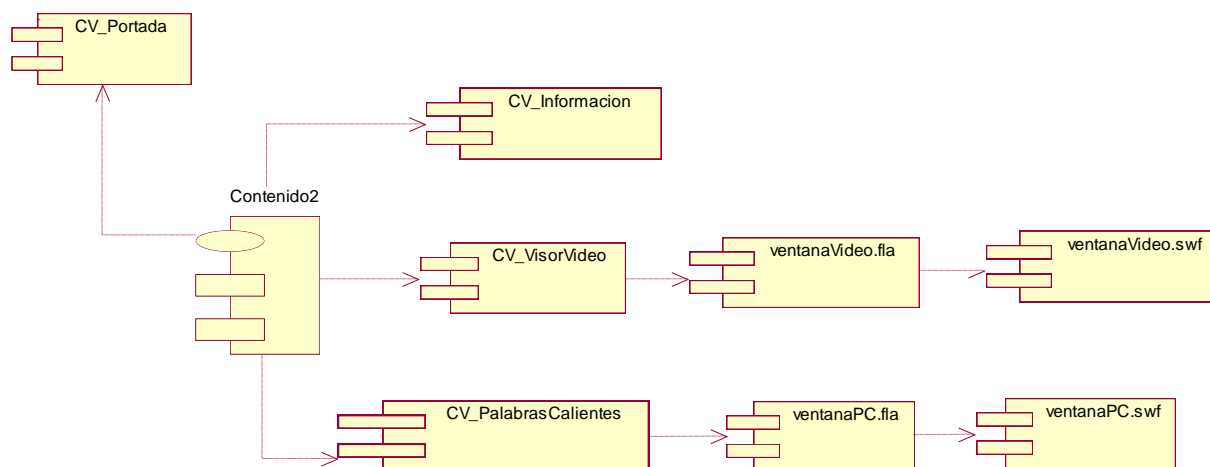 CV_Portada
CV_Informacion
Contenido2
CV_VisorVideo
ventanaVideo.fla
ventanaVideo.swf
CV_PalabrasCalientes
ventanaPC.fla
ventanaPC.swf